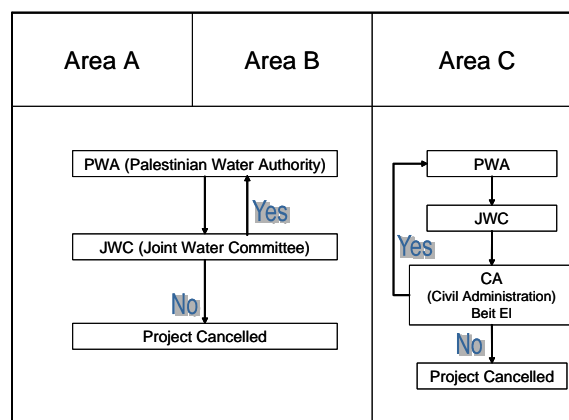 Area A
Area B
Area C
PWA (Palestinian Water Authority)
Yes
JWC (Joint Water Committee)
No
Project Cancelled
PWA
JWC
Yes
CA
(Civil Administration)
Beit El
No
Project Cancelled